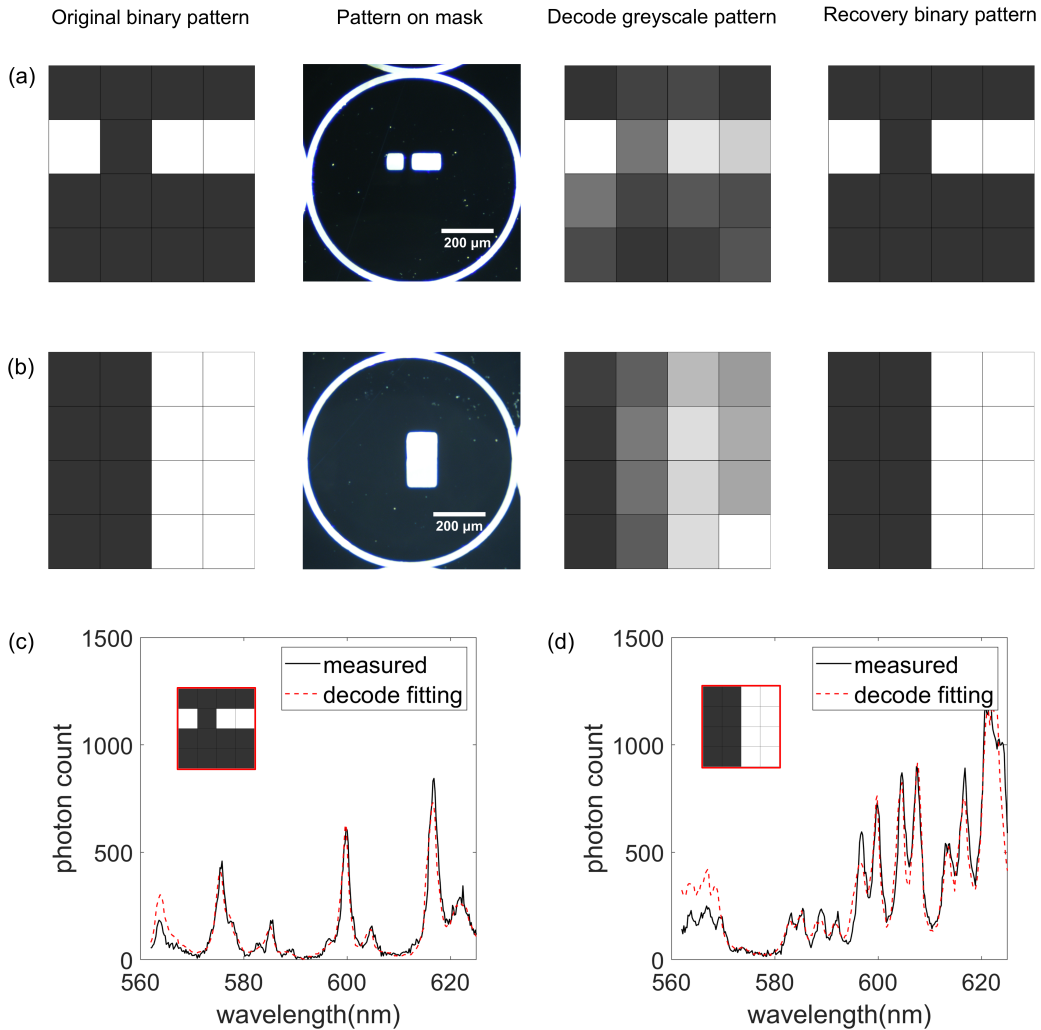 Original binary pattern Pattern on mask Decode greyscale pattern Recovery binary pattern
(a)
200 μm
(b)
200 μm
(c)
1500
1000
500
0
photon count
measured
decode fitting
560 580 600 620
wavelength(nm)
(d)
1500
1000
500
0
photon count
measured
decode fitting
560 580 600 620
wavelength(nm)